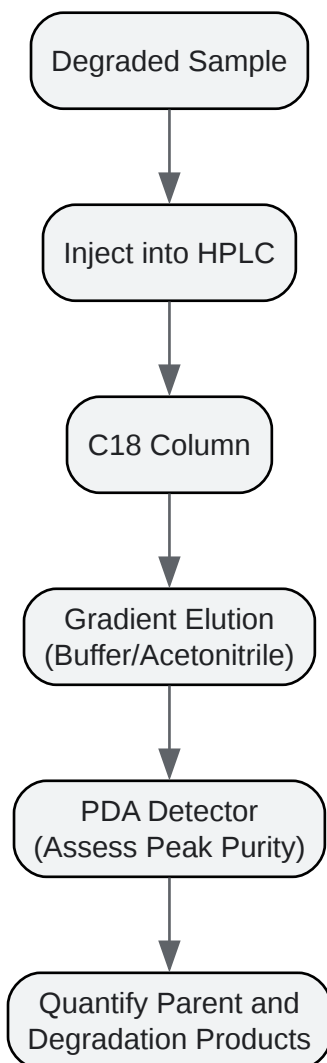 Degraded Sample
Inject into HPLC
C18 Column
Gradient Elution
(Buffer/Acetonitrile)
PDA Detector
(Assess Peak Purity)
Quantify Parent and
Degradation Products